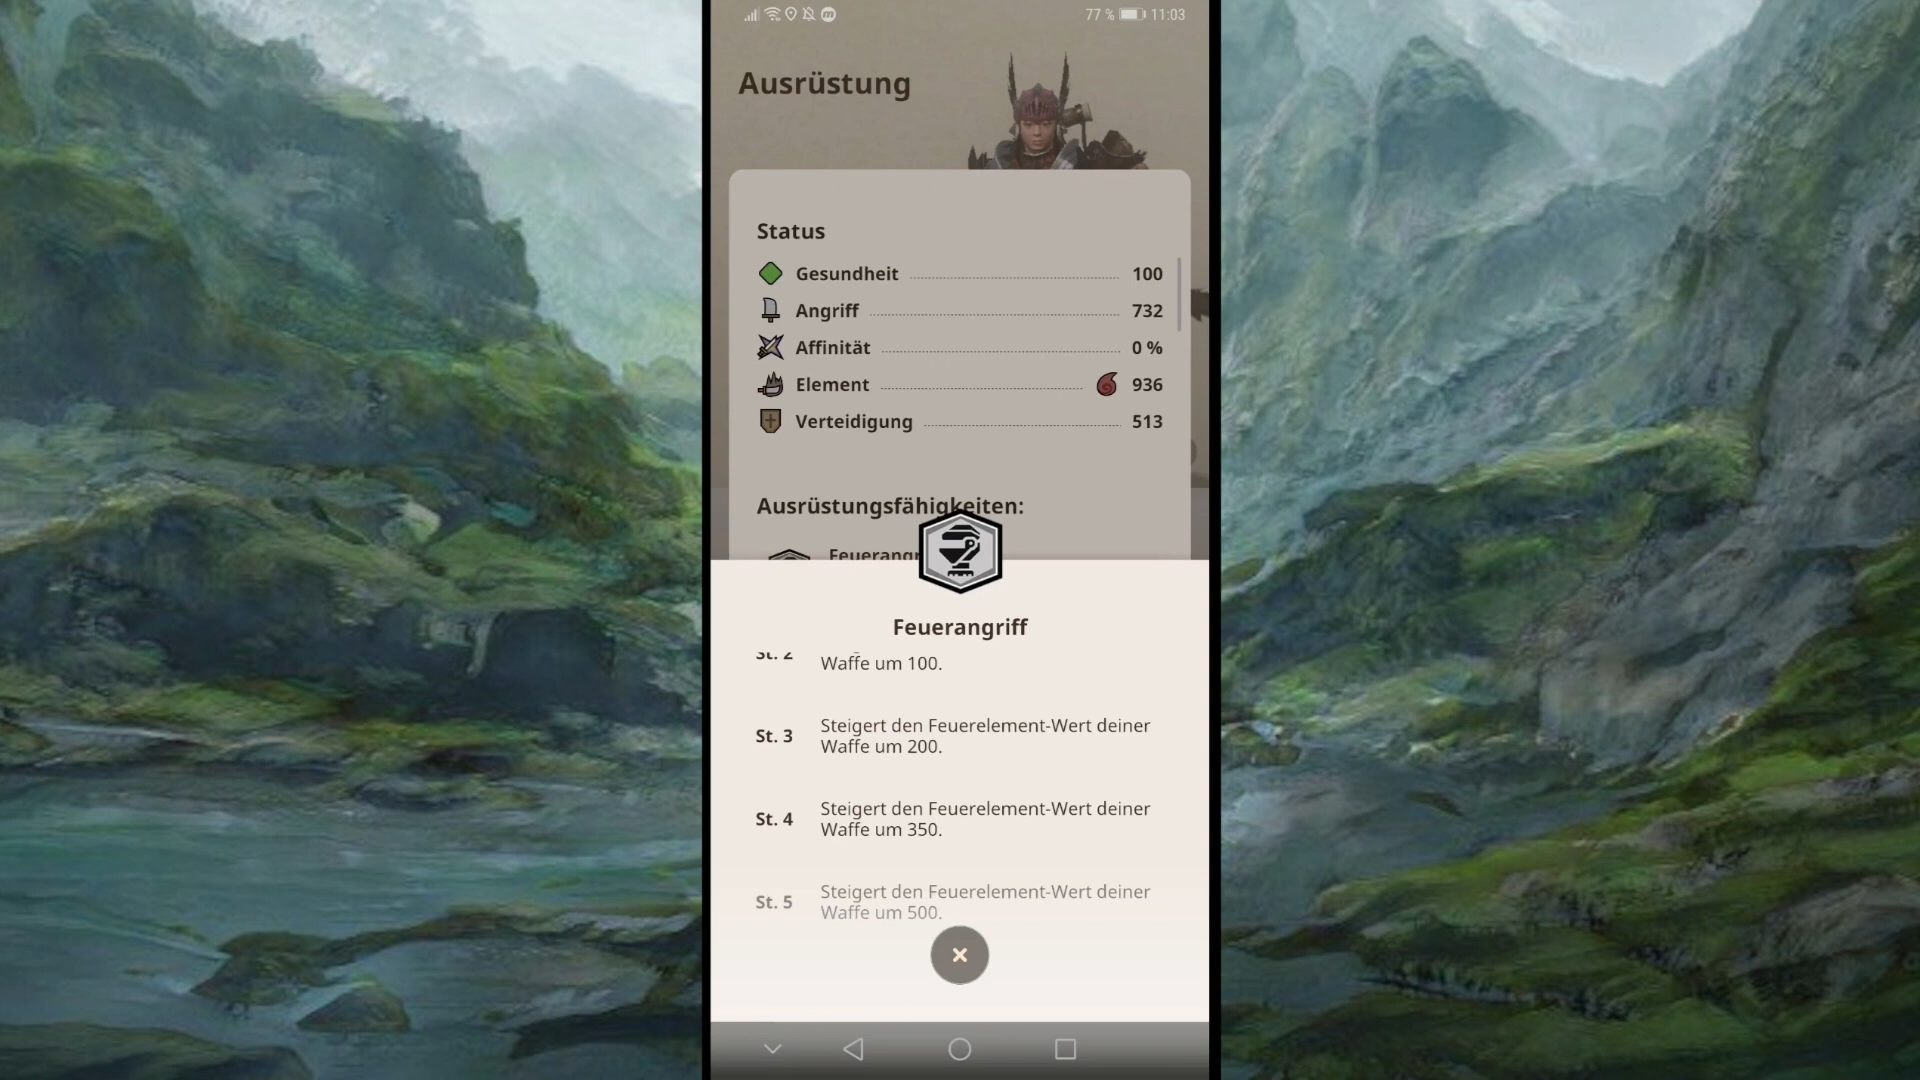 77 % 11:03
Ausrüstung
Status
Gesundheit 100
Angriff 732
Affinität 0 %
Element 936
Verteidigung 513
Ausrüstungsfähigkeiten:
Feuerangriff
St. 2 Waffe um 100.
St. 3 Steigert den Feuerelement-Wert deiner
Waffe um 200.
St. 4 Steigert den Feuerelement-Wert deiner
Waffe um 350.
St. 5 Steigert den Feuerelement-Wert deiner
Waffe um 500.